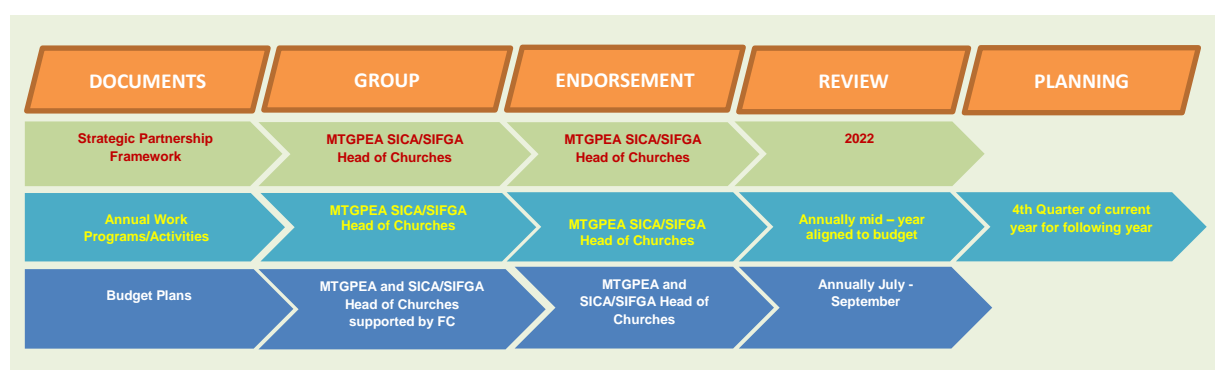 DOCUMENTS
GROUP
ENDORSEMENT
REVIEW
PLANNING
Strategic Partnership
Framework
MTGPEA SICA/SIFGA
Head of Churches
MTGPEA SICA/SIFGA
Head of Churches
2022
Annual Work
Programs/Activities
MTGPEA SICA/SIFGA
Head of Churches
MTGPEA SICA/SIFGA
Head of Churches
Annually mid – year
aligned to budget
4th Quarter of current
year for following year
Budget Plans
MTGPEA and SICA/SIFGA
Head of Churches
supported by FC
MTGPEA and
SICA/SIFGA Head of
Churches
Annually July -
September